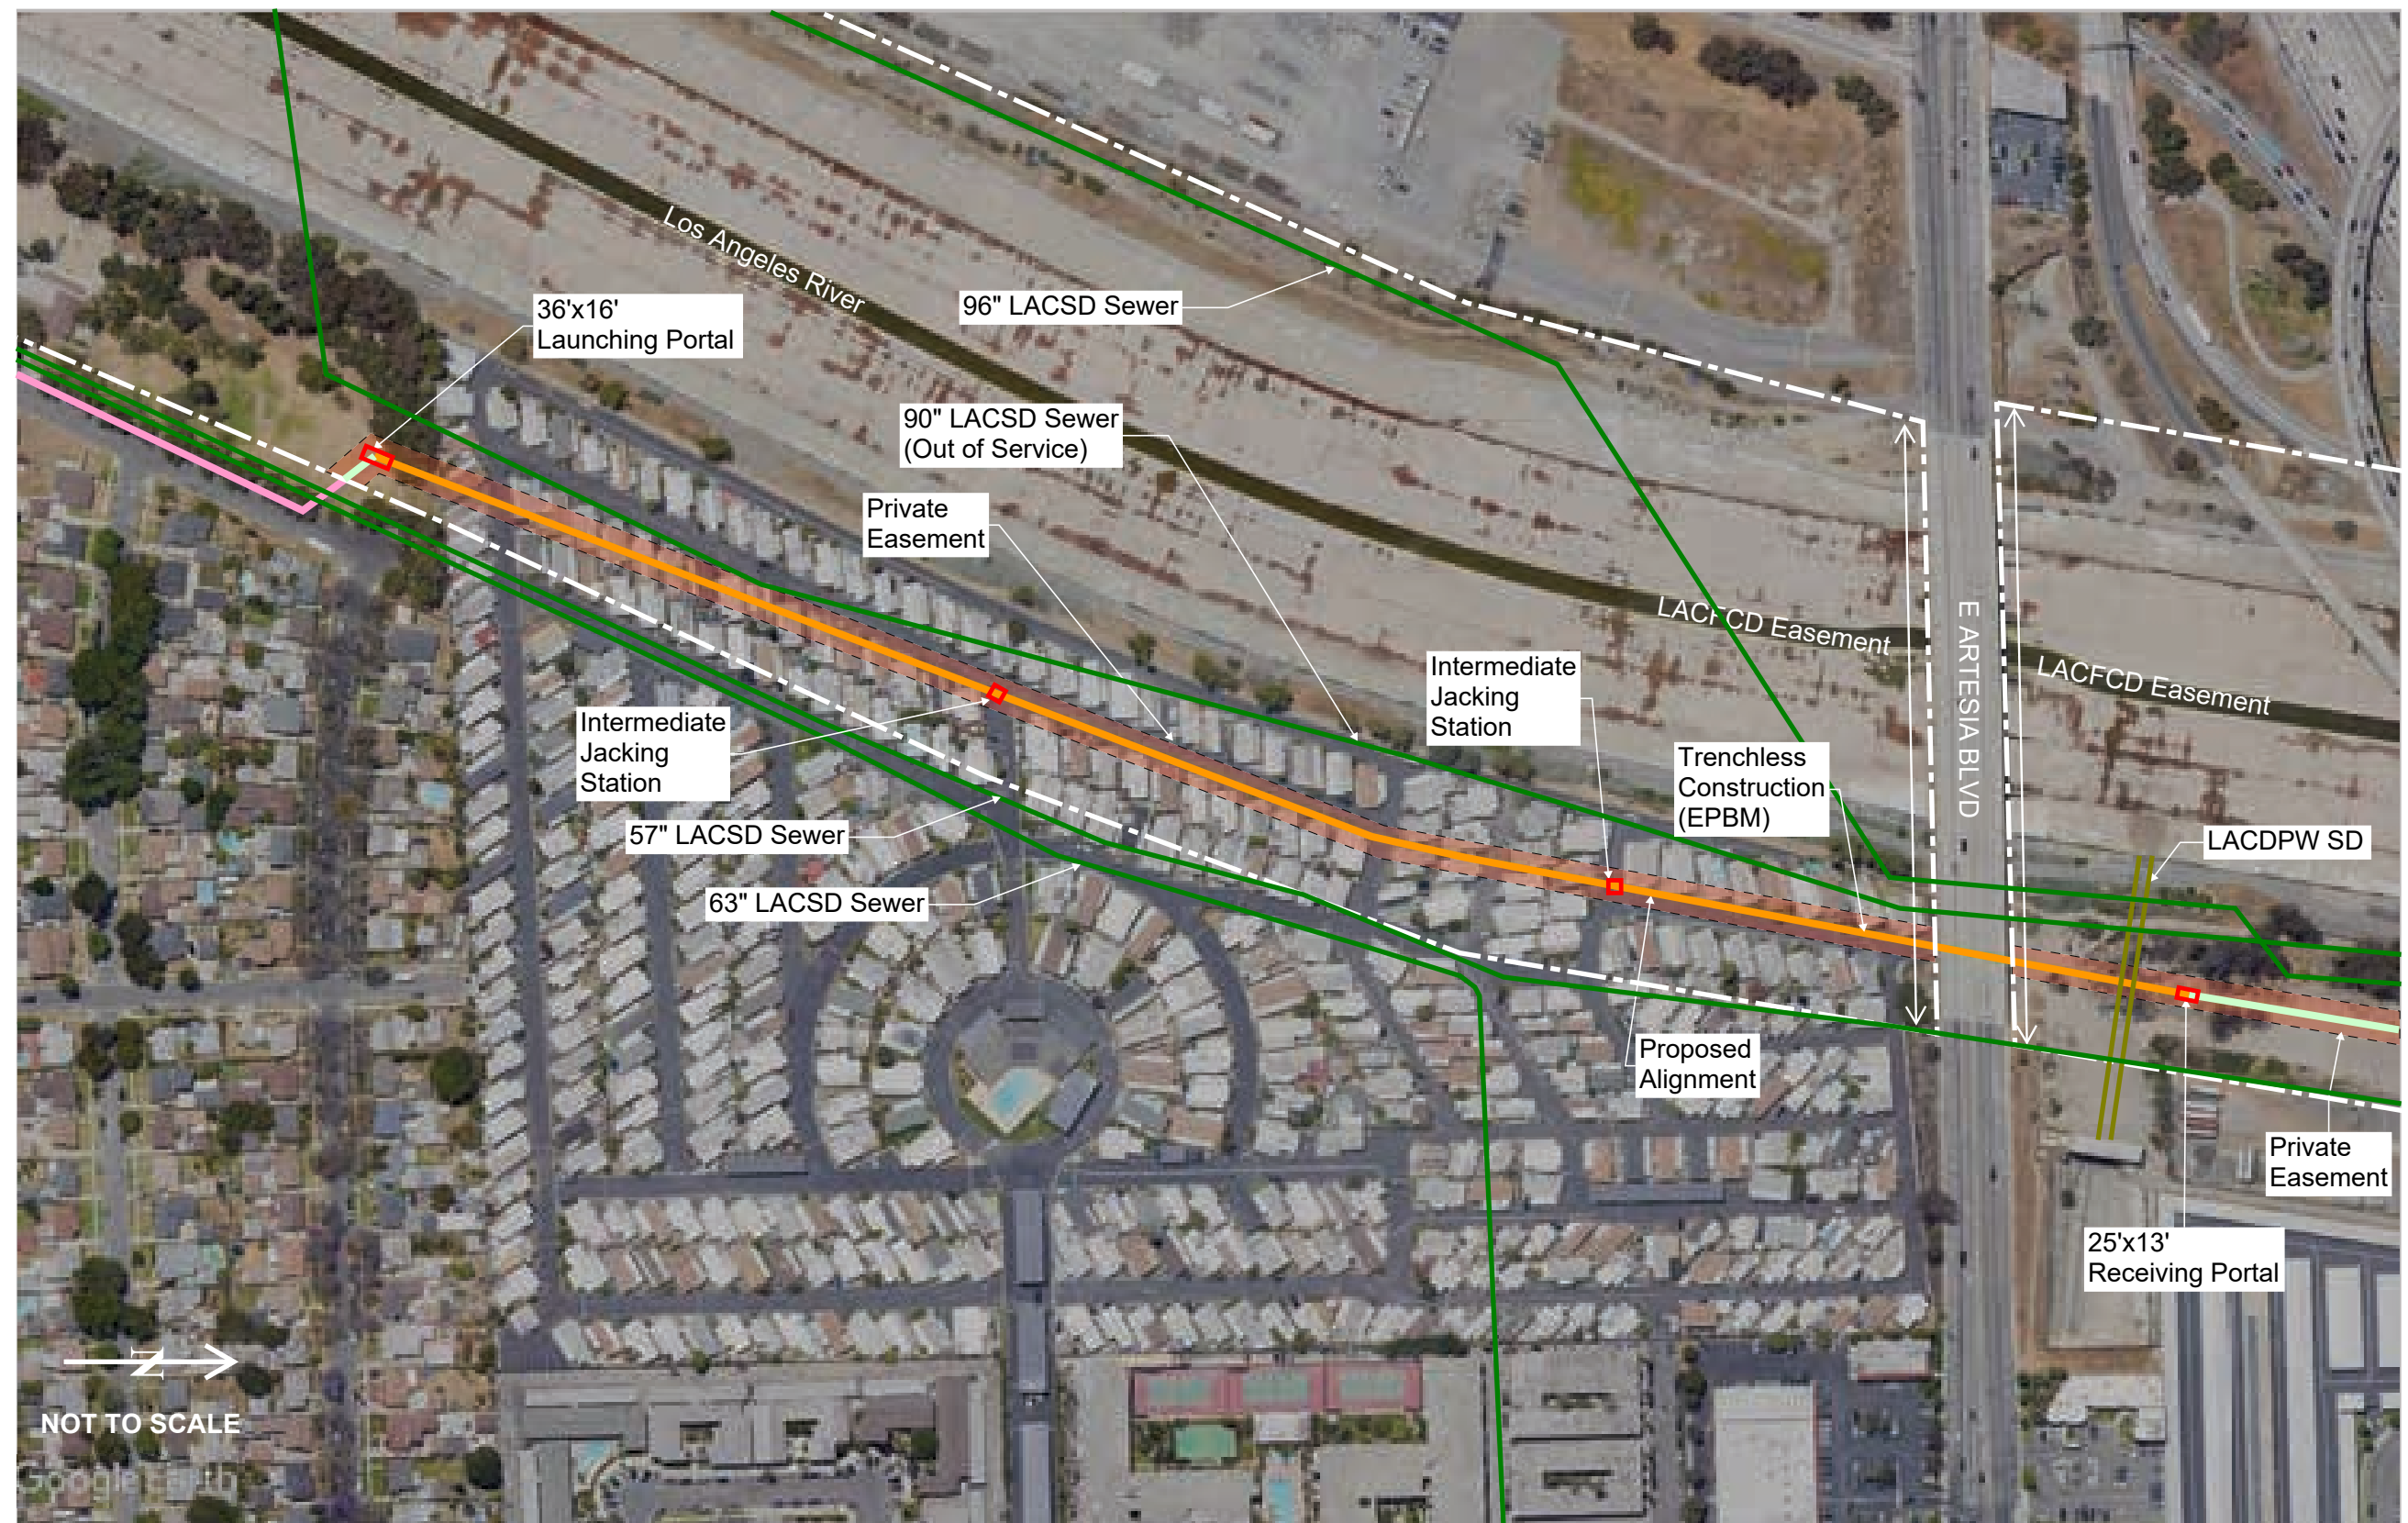 Los Angeles River
36'x16'
Launching Portal
96" LACSD Sewer
90" LACSD Sewer
(Out of Service)
Private
Easement
LACFCD Easement
E ARTESIA BLVD
LACFCD Easement
Intermediate
Jacking
Station
Intermediate
Jacking
Station
Trenchless
Construction
(EPBM)
57" LACSD Sewer
63" LACSD Sewer
LACDPW SD
Proposed
Alignment
Private
Easement
25'x13'
Receiving Portal
N
NOT TO SCALE
Google Earth